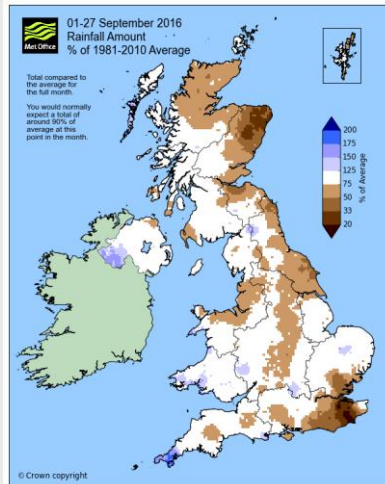 Met Office
01-27 September 2016
Rainfall Amount
% of 1981-2010 Average
Total compared to
the average for
the full month.
You would normally
expect a total of
around 90% of
average at this
point in the month.
200
175
150
125
75
50
33
20
% of Average
© Crown copyright